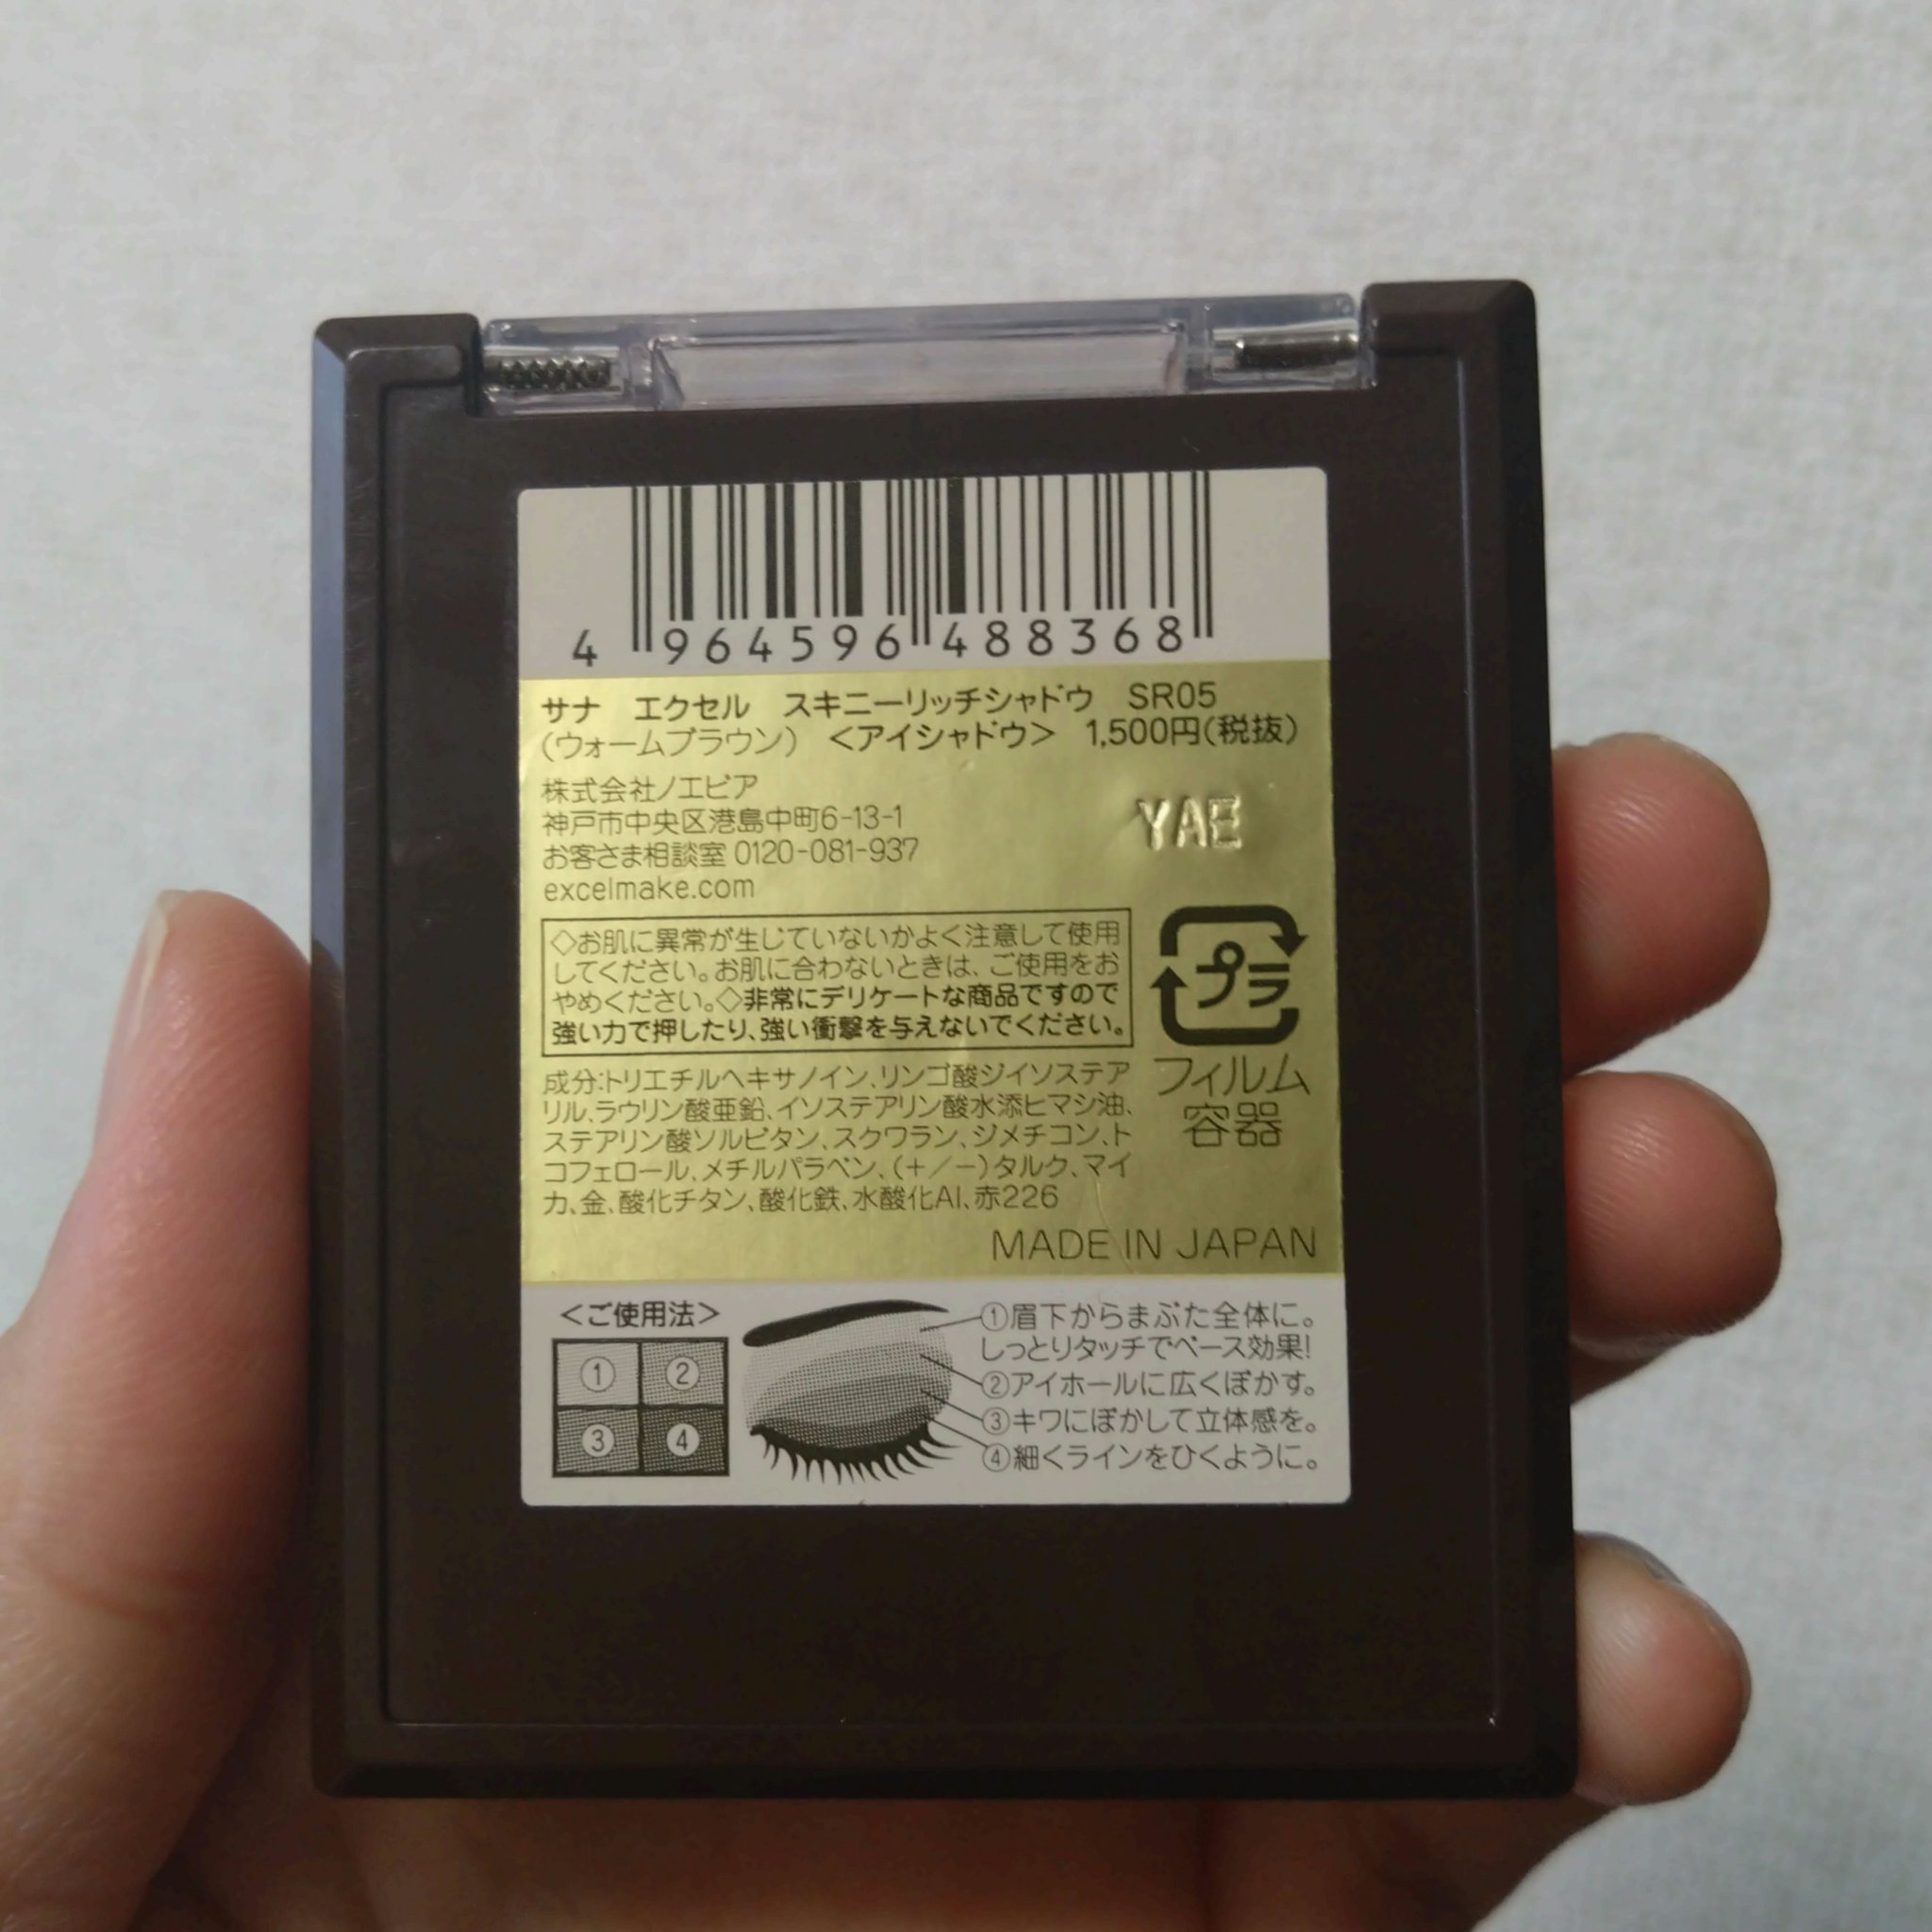 4 964596 488368
サナ エクセル スキニーリッチシャドウ SR05
(ウォームブラウン) <アイシャドウ> 1,500円(税抜)
株式会社ノエビア
神戸市中央区港島中町6-13-1
お客さま相談室 0120-081-937
excelmake.com
YAE
◇お肌に異常が生じていないかよく注意して使用
してください。お肌に合わないときは、ご使用をお
やめください。◇非常にデリケートな商品ですので
強い力で押したり、強い衝撃を与えないでください。
プラ
フィルム
容器
成分:トリエチルヘキサノイン、リンゴ酸ジイソステア
リル、ラウリン酸亜鉛、イソステアリン酸水添ヒマシ油、
ステアリン酸ソルビタン、スクワラン、ジメチコン、ト
コフェロール、メチルパラベン、(+/−)タルク、マイ
カ、金、酸化チタン、酸化鉄、水酸化Al、赤226
MADE IN JAPAN
<ご使用法>
① ②
③ ④
①眉下からまぶた全体に。
しっとりタッチでベース効果!
②アイホールに広くぼかす。
③キワにぼかして立体感を。
④細くラインをひくように。